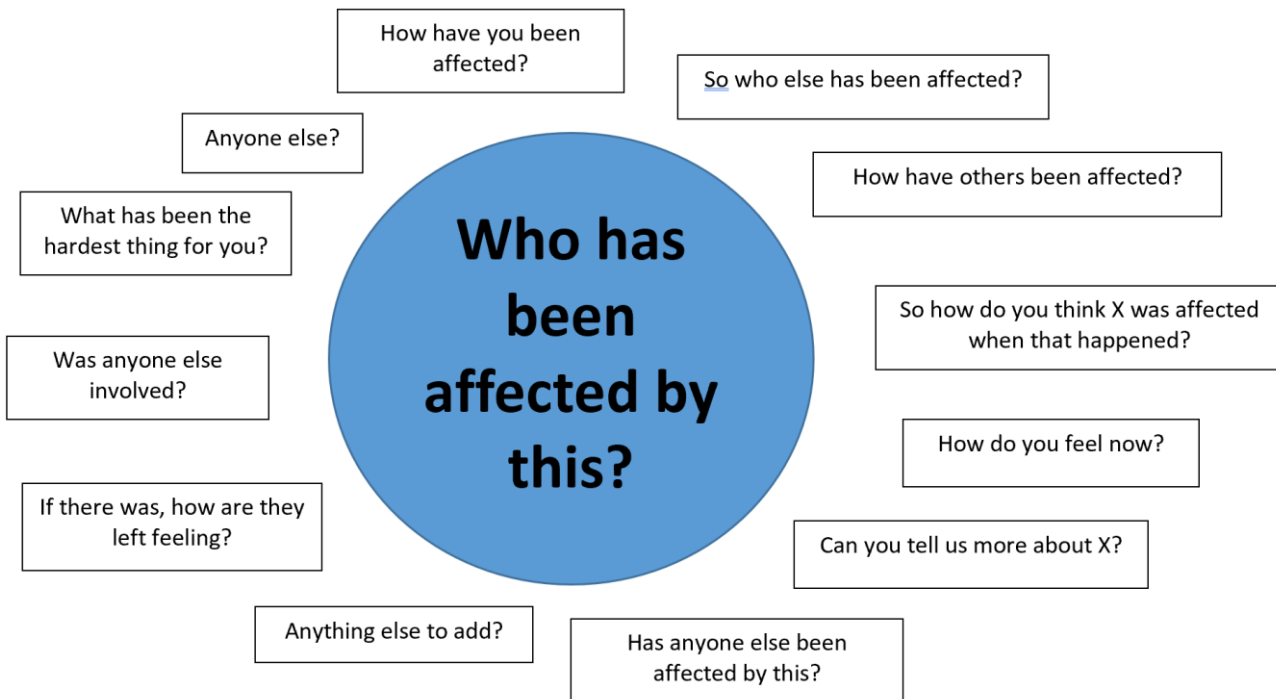 How have you been
affected?
So who else has been affected?
Anyone else?
How have others been affected?
What has been the
hardest thing for you?
Who has
been
affected by
this?
So how do you think X was affected
when that happened?
Was anyone else
involved?
How do you feel now?
If there was, how are they
left feeling?
Can you tell us more about X?
Anything else to add?
Has anyone else been
affected by this?